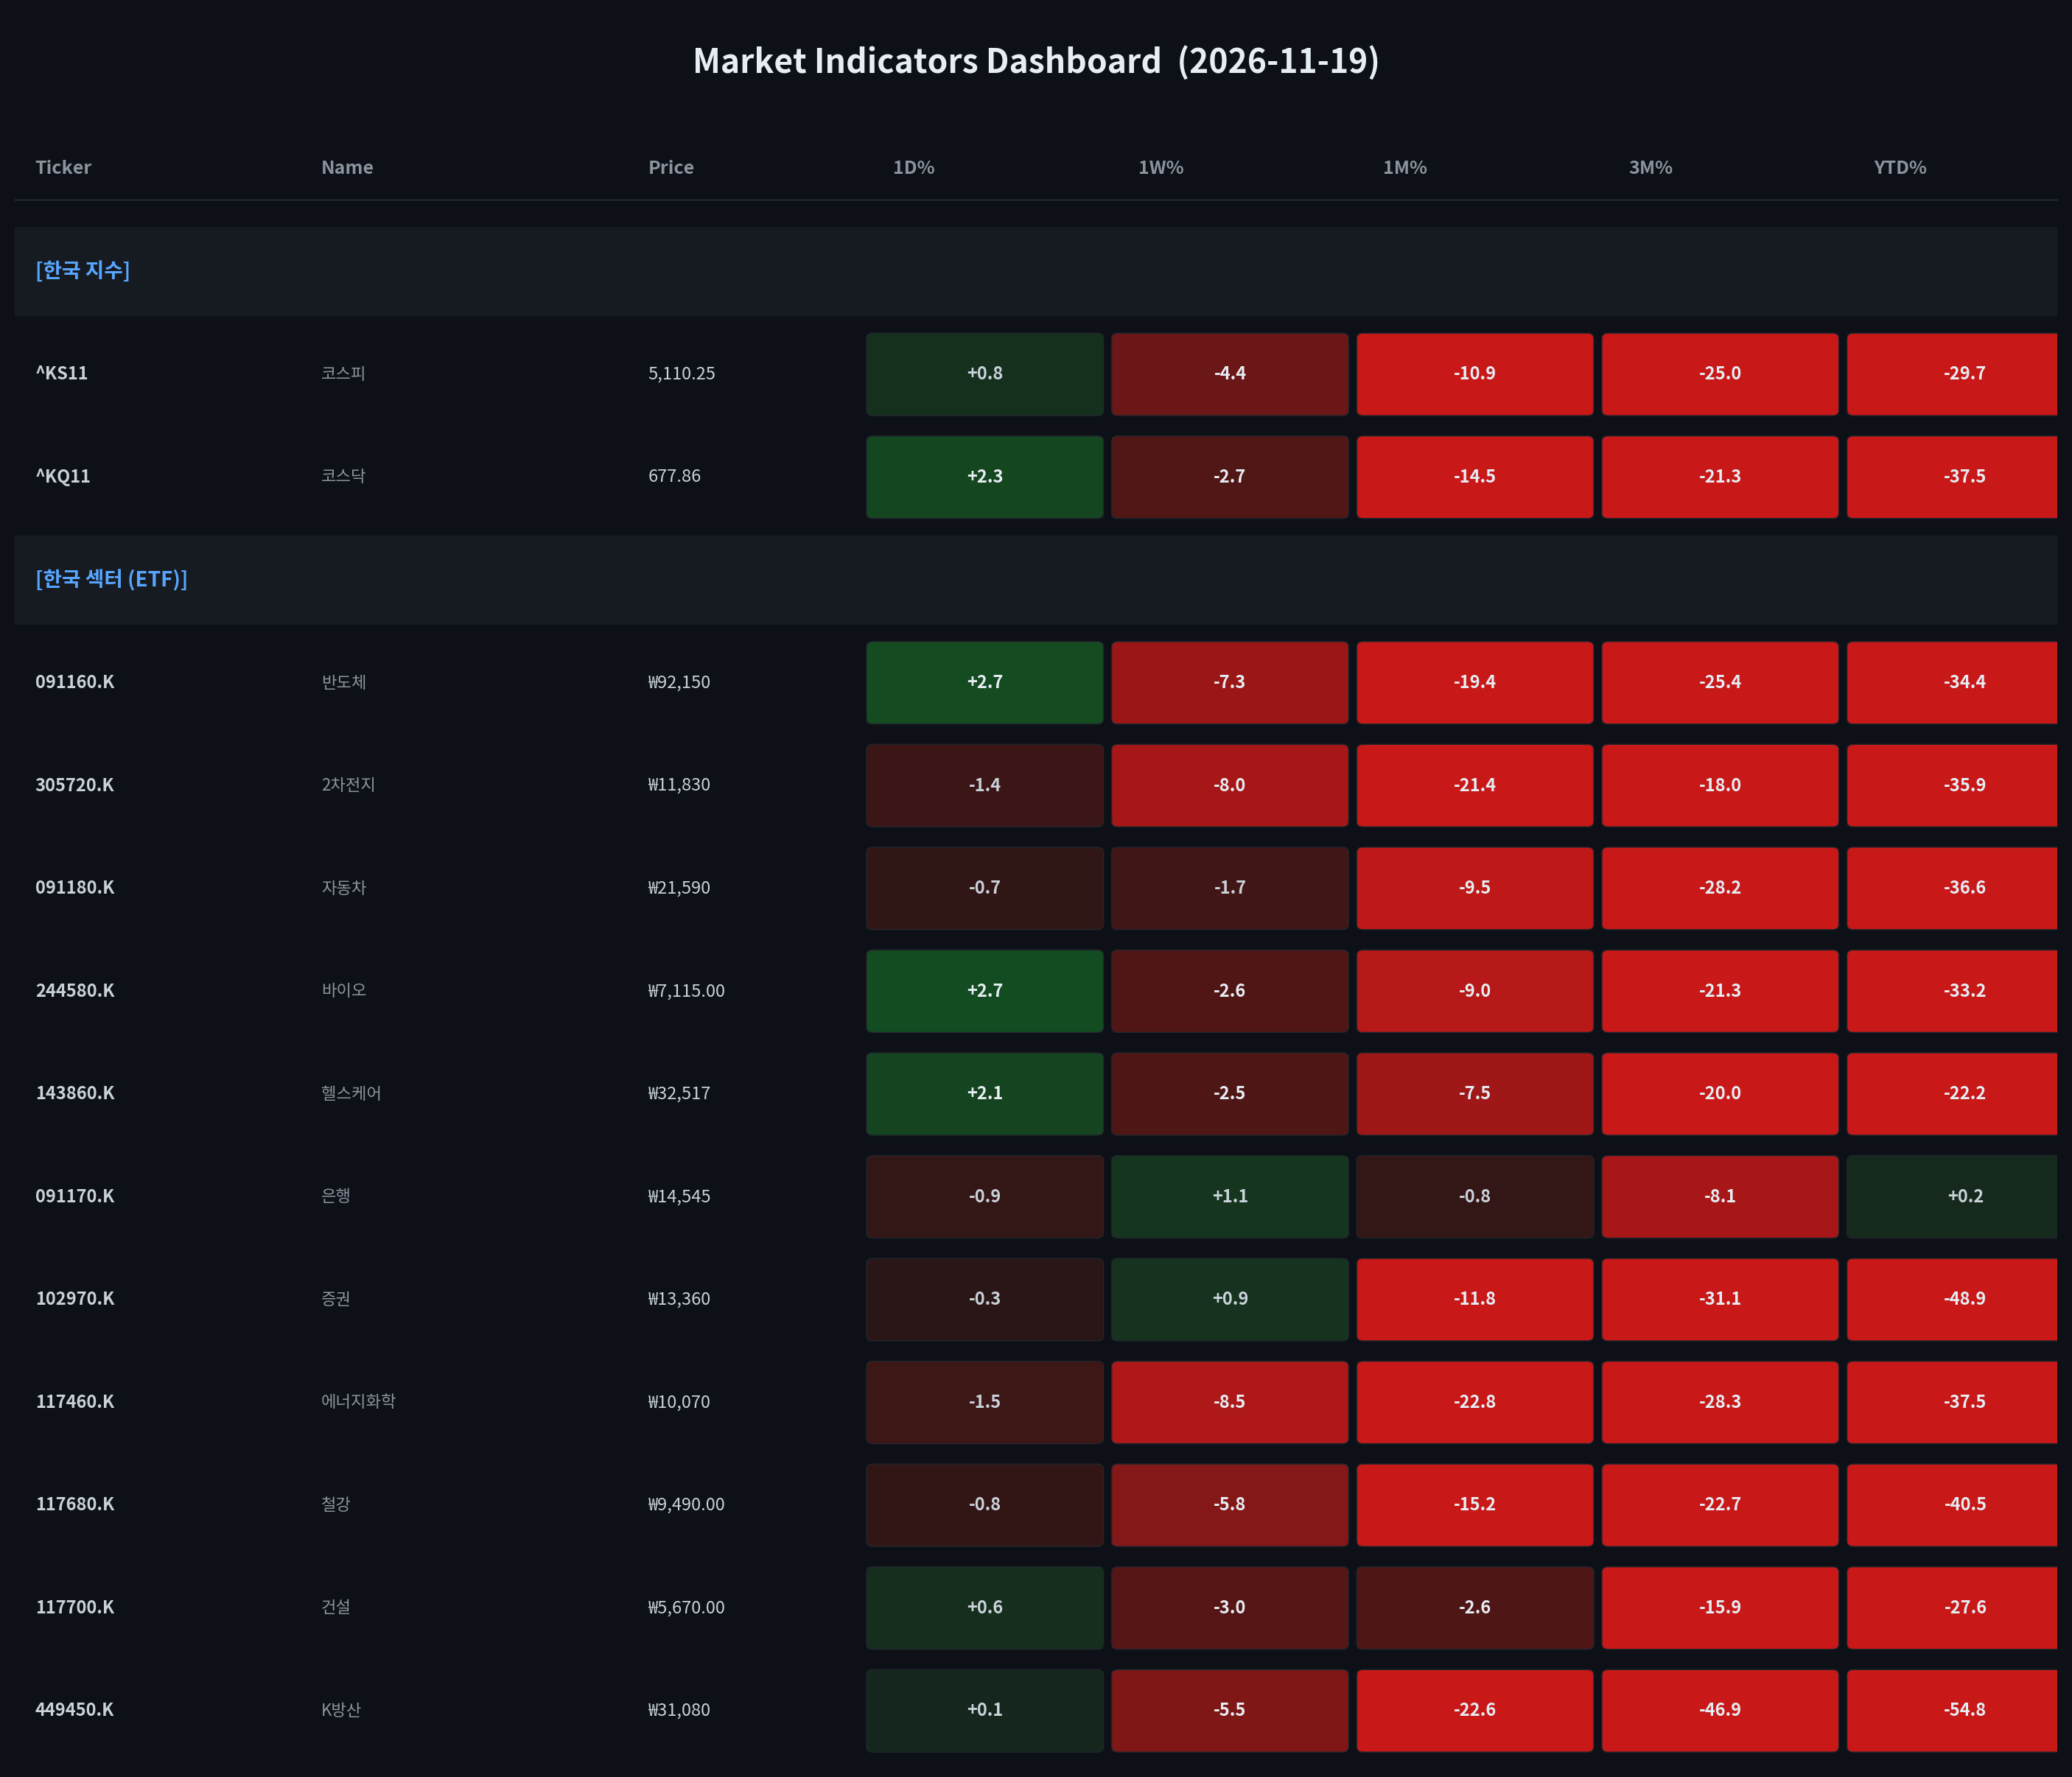 Market Indicators Dashboard (2026-11-19)
Ticker Name Price 1D% 1W% 1M% 3M% YTD%
[한국 지수]
^KS11 코스피 5,110.25 +0.8 -4.4 -10.9 -25.0 -29.7
^KQ11 코스닥 677.86 +2.3 -2.7 -14.5 -21.3 -37.5
[한국 섹터 (ETF)]
091160.K 반도체 ₩92,150 +2.7 -7.3 -19.4 -25.4 -34.4
305720.K 2차전지 ₩11,830 -1.4 -8.0 -21.4 -18.0 -35.9
091180.K 자동차 ₩21,590 -0.7 -1.7 -9.5 -28.2 -36.6
244580.K 바이오 ₩7,115.00 +2.7 -2.6 -9.0 -21.3 -33.2
143860.K 헬스케어 ₩32,517 +2.1 -2.5 -7.5 -20.0 -22.2
091170.K 은행 ₩14,545 -0.9 +1.1 -0.8 -8.1 +0.2
102970.K 증권 ₩13,360 -0.3 +0.9 -11.8 -31.1 -48.9
117460.K 에너지화학 ₩10,070 -1.5 -8.5 -22.8 -28.3 -37.5
117680.K 철강 ₩9,490.00 -0.8 -5.8 -15.2 -22.7 -40.5
117700.K 건설 ₩5,670.00 +0.6 -3.0 -2.6 -15.9 -27.6
449450.K K방산 ₩31,080 +0.1 -5.5 -22.6 -46.9 -54.8